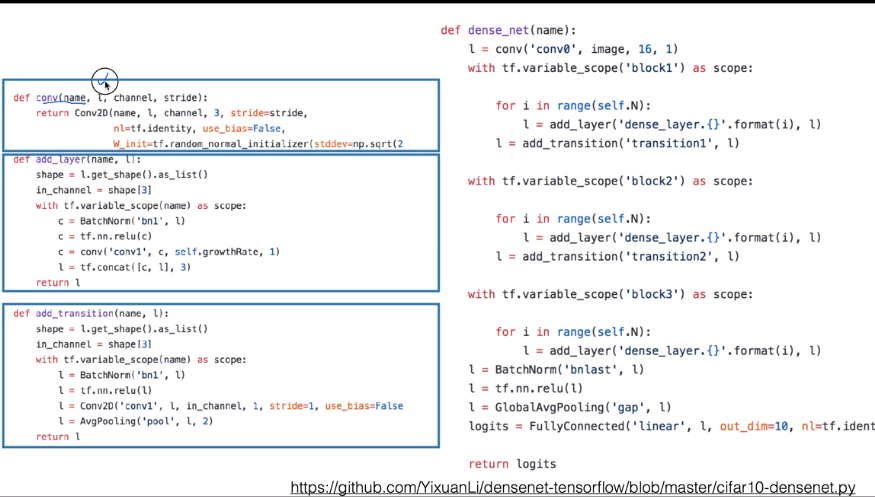 def conv(name, l, channel, stride):
return Conv2D(name, l, channel, 3, stride=stride,
nl=tf.identity, use_bias=False,
W_init=tf.random_normal_initializer(stddev=np.sqrt(2
def add_layer(name, l):
shape = l.get_shape().as_list()
in_channel = shape[3]
with tf.variable_scope(name) as scope:
c = BatchNorm('bn1', l)
c = tf.nn.relu(c)
c = conv('conv1', c, self.growthRate, 1)
l = tf.concat([c, l], 3)
return l
def add_transition(name, l):
shape = l.get_shape().as_list()
in_channel = shape[3]
with tf.variable_scope(name) as scope:
l = BatchNorm('bn1', l)
l = tf.nn.relu(l)
l = Conv2D('conv1', l, in_channel, 1, stride=1, use_bias=False
l = AvgPooling('pool', l, 2)
return l
def dense_net(name):
l = conv('conv0', image, 16, 1)
with tf.variable_scope('block1') as scope:
for i in range(self.N):
l = add_layer('dense_layer.{}'.format(i), l)
l = add_transition('transition1', l)
with tf.variable_scope('block2') as scope:
for i in range(self.N):
l = add_layer('dense_layer.{}'.format(i), l)
l = add_transition('transition2', l)
with tf.variable_scope('block3') as scope:
for i in range(self.N):
l = add_layer('dense_layer.{}'.format(i), l)
l = BatchNorm('bnlast', l)
l = tf.nn.relu(l)
l = GlobalAvgPooling('gap', l)
logits = FullyConnected('linear', l, out_dim=10, nl=tf.ident
return logits
https://github.com/YixuanLi/densenet-tensorflow/blob/master/cifar10-densenet.py